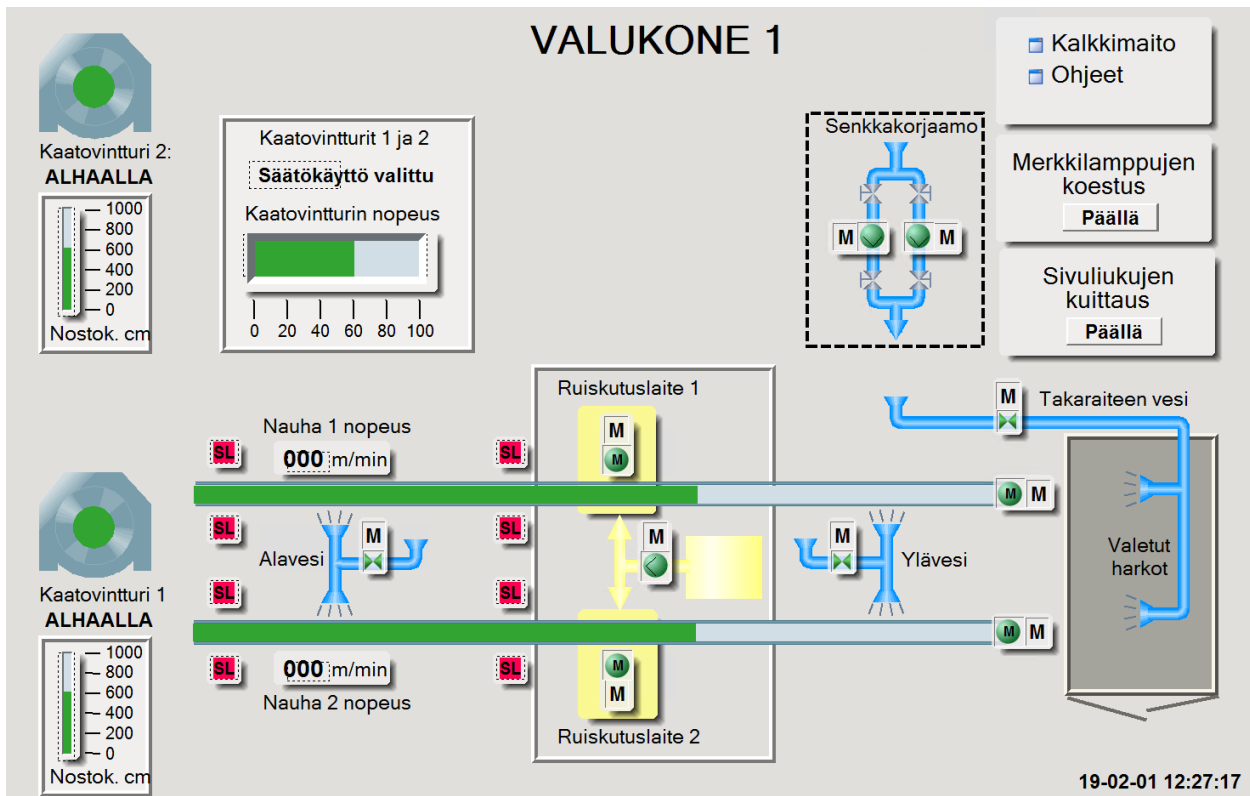 VALUKONE 1
Kalkkimaito
Ohjeet
Kaatovintturi 2:
ALHAALLA
1000
800
600
400
200
0
Nostok. cm
Kaatovintturit 1 ja 2
Säätökäyttö valittu
Kaatovintturin nopeus
0 20 40 60 80 100
Senkkakorjaamo
M M
Merkkilamppujen
koestus
Päällä
Sivuliukujen
kuittaus
Päällä
Ruiskutuslaite 1
M
M
Nauha 1 nopeus
SL 000 m/min SL
M Takaraiteen vesi
M M
SL SL
Alavesi M
M
M Ylävesi
Valetut
harkot
SL SL
M M
SL 000 m/min SL
Nauha 2 nopeus
M
M
Ruiskutuslaite 2
Kaatovintturi 1
ALHAALLA
1000
800
600
400
200
0
Nostok. cm
19-02-01 12:27:17